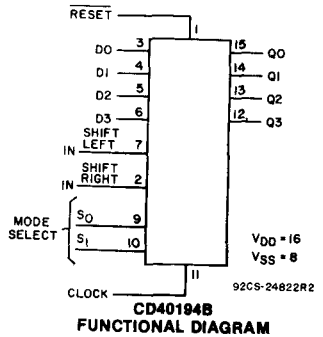 RESET
1
D0 3 15 Q0
D1 4 14 Q1
D2 5 13 Q2
D3 6 12 Q3
SHIFT
LEFT
IN 7
SHIFT
RIGHT
IN 2
MODE
SELECT
S0 9
S1 10
VDD = 16
VSS = 8
11
CLOCK
92CS-24822R2
CD40194B
FUNCTIONAL DIAGRAM